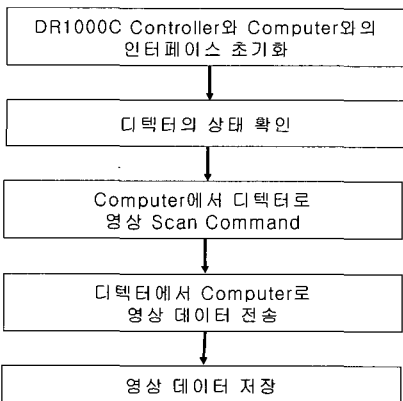 DR1000C Controller와 Computer와의
인터페이스 초기화
디텍터의 상태 확인
Computer에서 디텍터로
영상 Scan Command
디텍터에서 Computer로
영상 데이터 전송
영상 데이터 저장